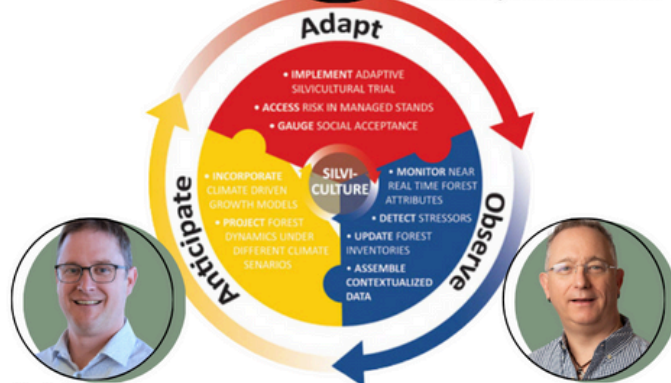 Adapt
• IMPLEMENT ADAPTIVE
SILVICULTURAL TRIAL
• ACCESS RISK IN MANAGED STANDS
• GAUGE SOCIAL ACCEPTANCE
SILVI-
CULTURE
Anticipate
• INCORPORATE
CLIMATE DRIVEN
GROWTH MODELS
• PROJECT FOREST
DYNAMICS UNDER
DIFFERENT CLIMATE
SENARIOS
• MONITOR NEAR
REAL TIME FOREST
ATTRIBUTES
• DETECT STRESSORS
• UPDATE FOREST
INVENTORIES
• ASSEMBLE
CONTEXTUALIZED
DATA
Observe